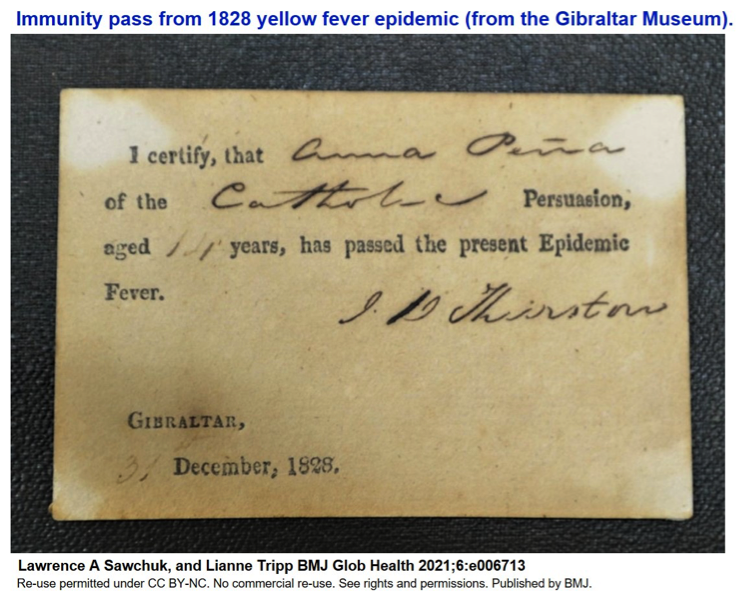 Immunity pass from 1828 yellow fever epidemic (from the Gibraltar Museum).
I certify, that Anna Peña
of the Catholic Persuasion,
aged 14 years, has passed the present Epidemic
Fever.
J. D Thurston
GIBRALTAR,
31 December, 1828.
Lawrence A Sawchuk, and Lianne Tripp BMJ Glob Health 2021;6:e006713
Re-use permitted under CC BY-NC. No commercial re-use. See rights and permissions. Published by BMJ.